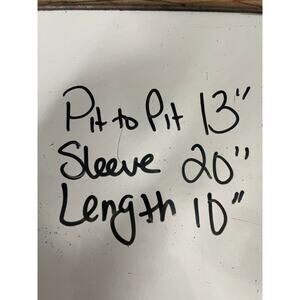 Pit to Pit 13"
Sleeve 20"
Length 10"